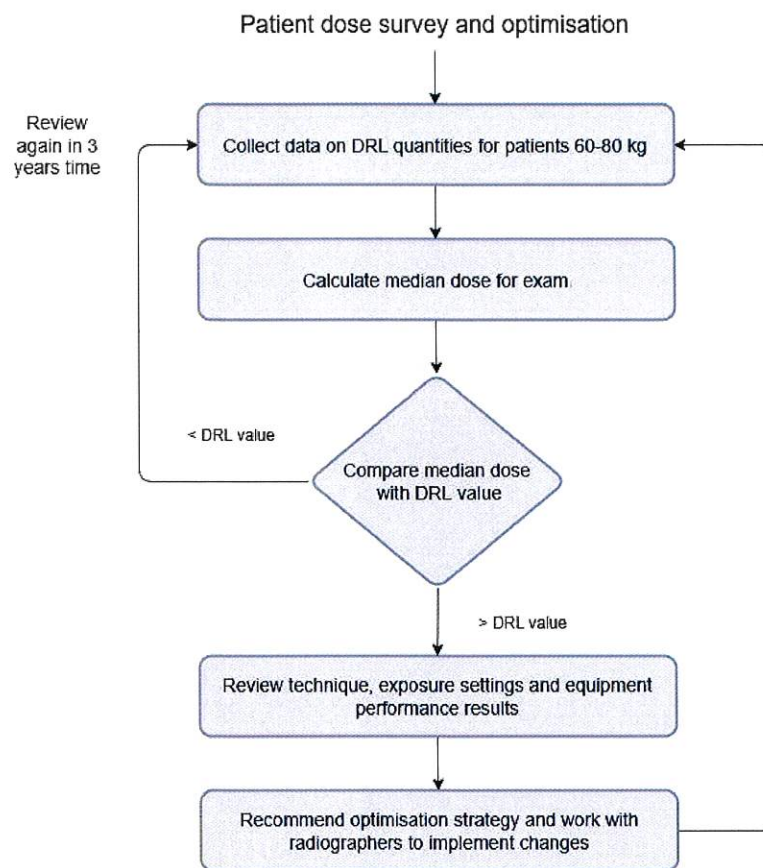 Patient dose survey and optimisation
Review
again in 3
years time
Collect data on DRL quantities for patients 60-80 kg
Calculate median dose for exam
< DRL value
Compare median dose
with DRL value
> DRL value
Review technique, exposure settings and equipment
performance results
Recommend optimisation strategy and work with
radiographers to implement changes